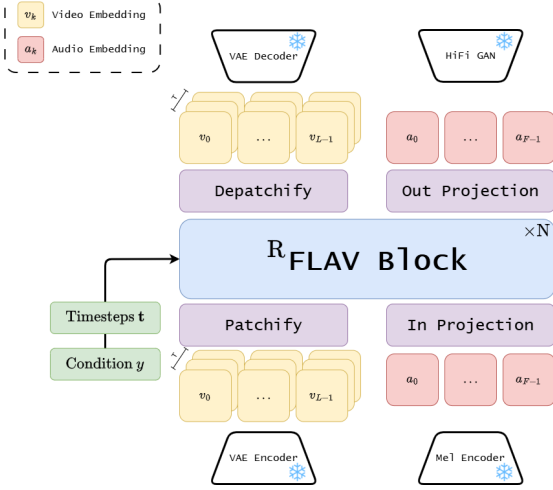 v_k Video Embedding
a_k Audio Embedding
VAE Decoder
HiFi GAN
T
v_0 ... v_{L-1}
a_0 ... a_{F-1}
Depatchify
Out Projection
×N
R FLAV Block
Timesteps t
Condition y
Patchify
In Projection
T
v_0 ... v_{L-1}
a_0 ... a_{F-1}
VAE Encoder
Mel Encoder